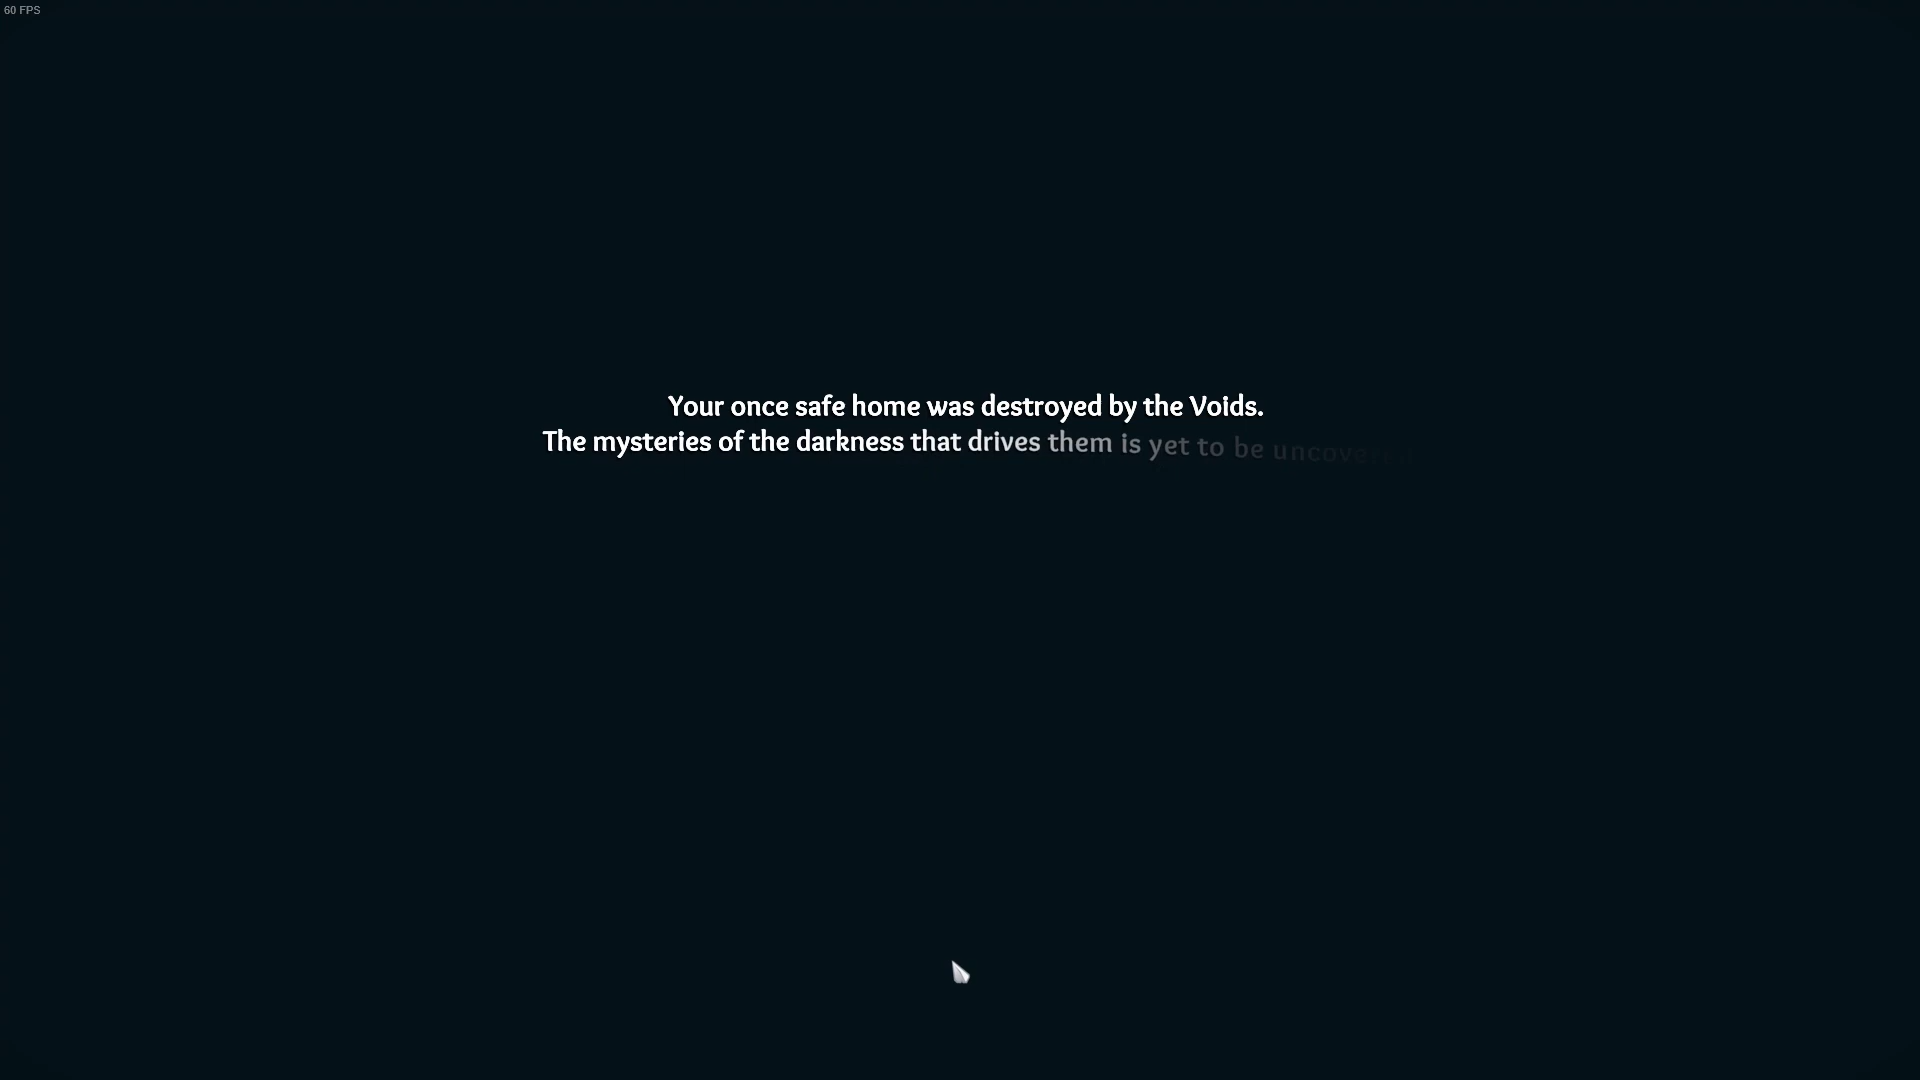 60 FPS
Your once safe home was destroyed by the Voids.
The mysteries of the darkness that drives them is yet to be